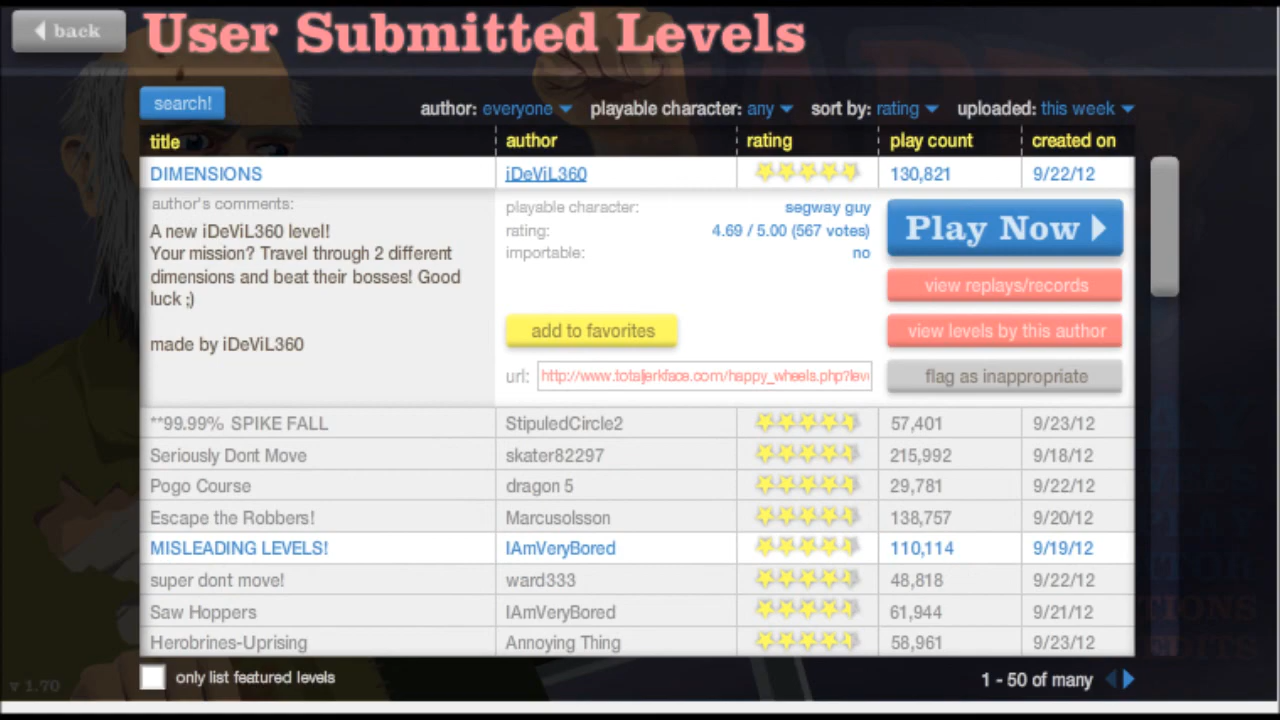 back
User Submitted Levels
search!
author: everyone playable character: any sort by: rating uploaded: this week
title author rating play count created on
DIMENSIONS iDeViL360 130,821 9/22/12
author's comments:
A new iDeViL360 level!
Your mission? Travel through 2 different
dimensions and beat their bosses! Good
luck ;)
made by iDeViL360
playable character: segway guy
rating: 4.69 / 5.00 (567 votes)
importable: no
add to favorites
url: http://www.totaljerkface.com/happy_wheels.php?leve
Play Now
view replays/records
view levels by this author
flag as inappropriate
**99.99% SPIKE FALL StipuledCircle2 57,401 9/23/12
Seriously Dont Move skater82297 215,992 9/18/12
Pogo Course dragon 5 29,781 9/22/12
Escape the Robbers! Marcusolsson 138,757 9/20/12
MISLEADING LEVELS! IAmVeryBored 110,114 9/19/12
super dont move! ward333 48,818 9/22/12
Saw Hoppers IAmVeryBored 61,944 9/21/12
Herobrines-Uprising Annoying Thing 58,961 9/23/12
only list featured levels
1 - 50 of many
v 1.70